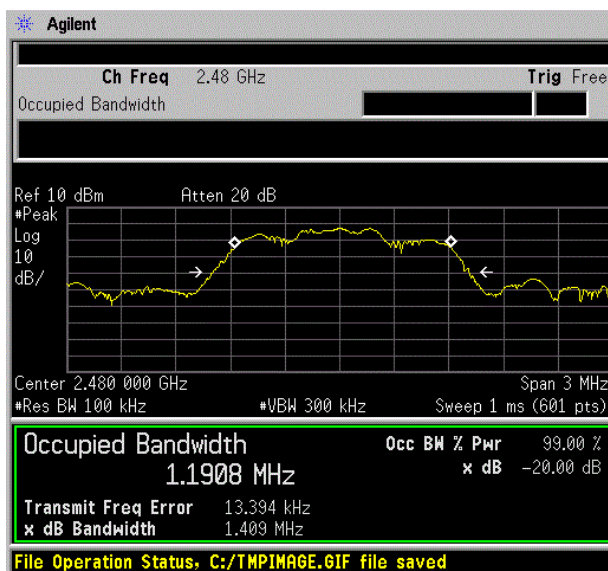 Agilent
Ch Freq 2.48 GHz Trig Free
Occupied Bandwidth
Ref 10 dBm Atten 20 dB
#Peak
Log
10
dB/
Center 2.480 000 GHz Span 3 MHz
#Res BW 100 kHz #VBW 300 kHz Sweep 1 ms (601 pts)
Occupied Bandwidth Occ BW % Pwr 99.00 %
1.1908 MHz x dB -20.00 dB
Transmit Freq Error 13.394 kHz
x dB Bandwidth 1.409 MHz
File Operation Status, C:/TMPIMAGE.GIF file saved